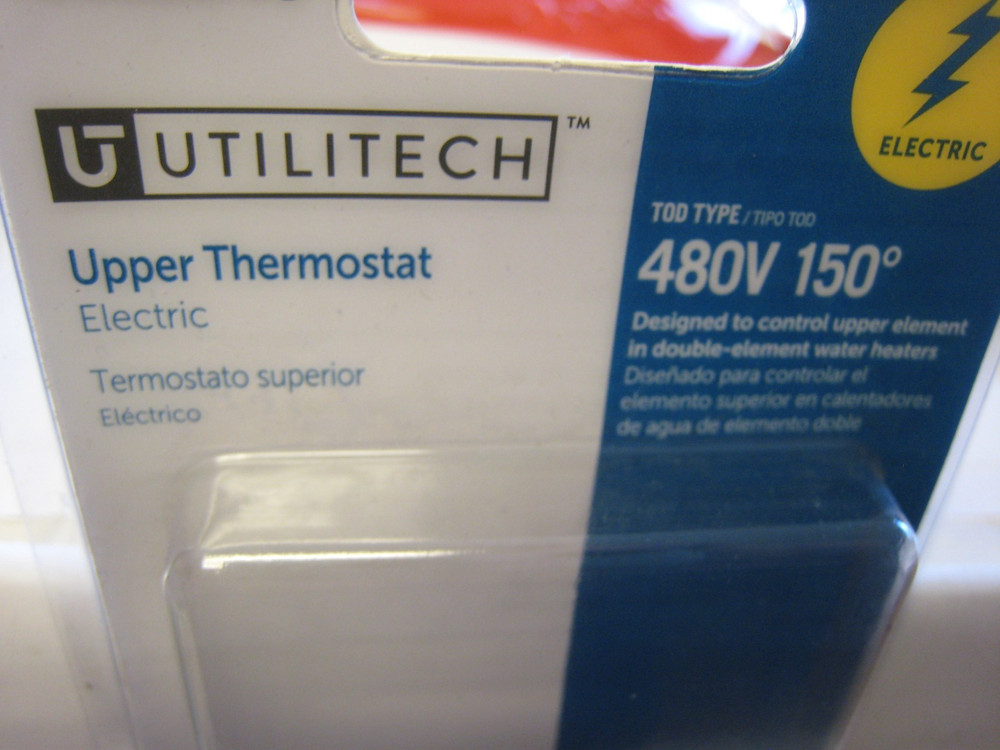 UT UTILITECH™
Upper Thermostat
Electric
Termostato superior
Eléctrico
ELECTRIC
TOD TYPE / TIPO TOD
480V 150°
Designed to control upper element
in double-element water heaters
Diseñado para controlar el
elemento superior en calentadores
de agua de elemento doble